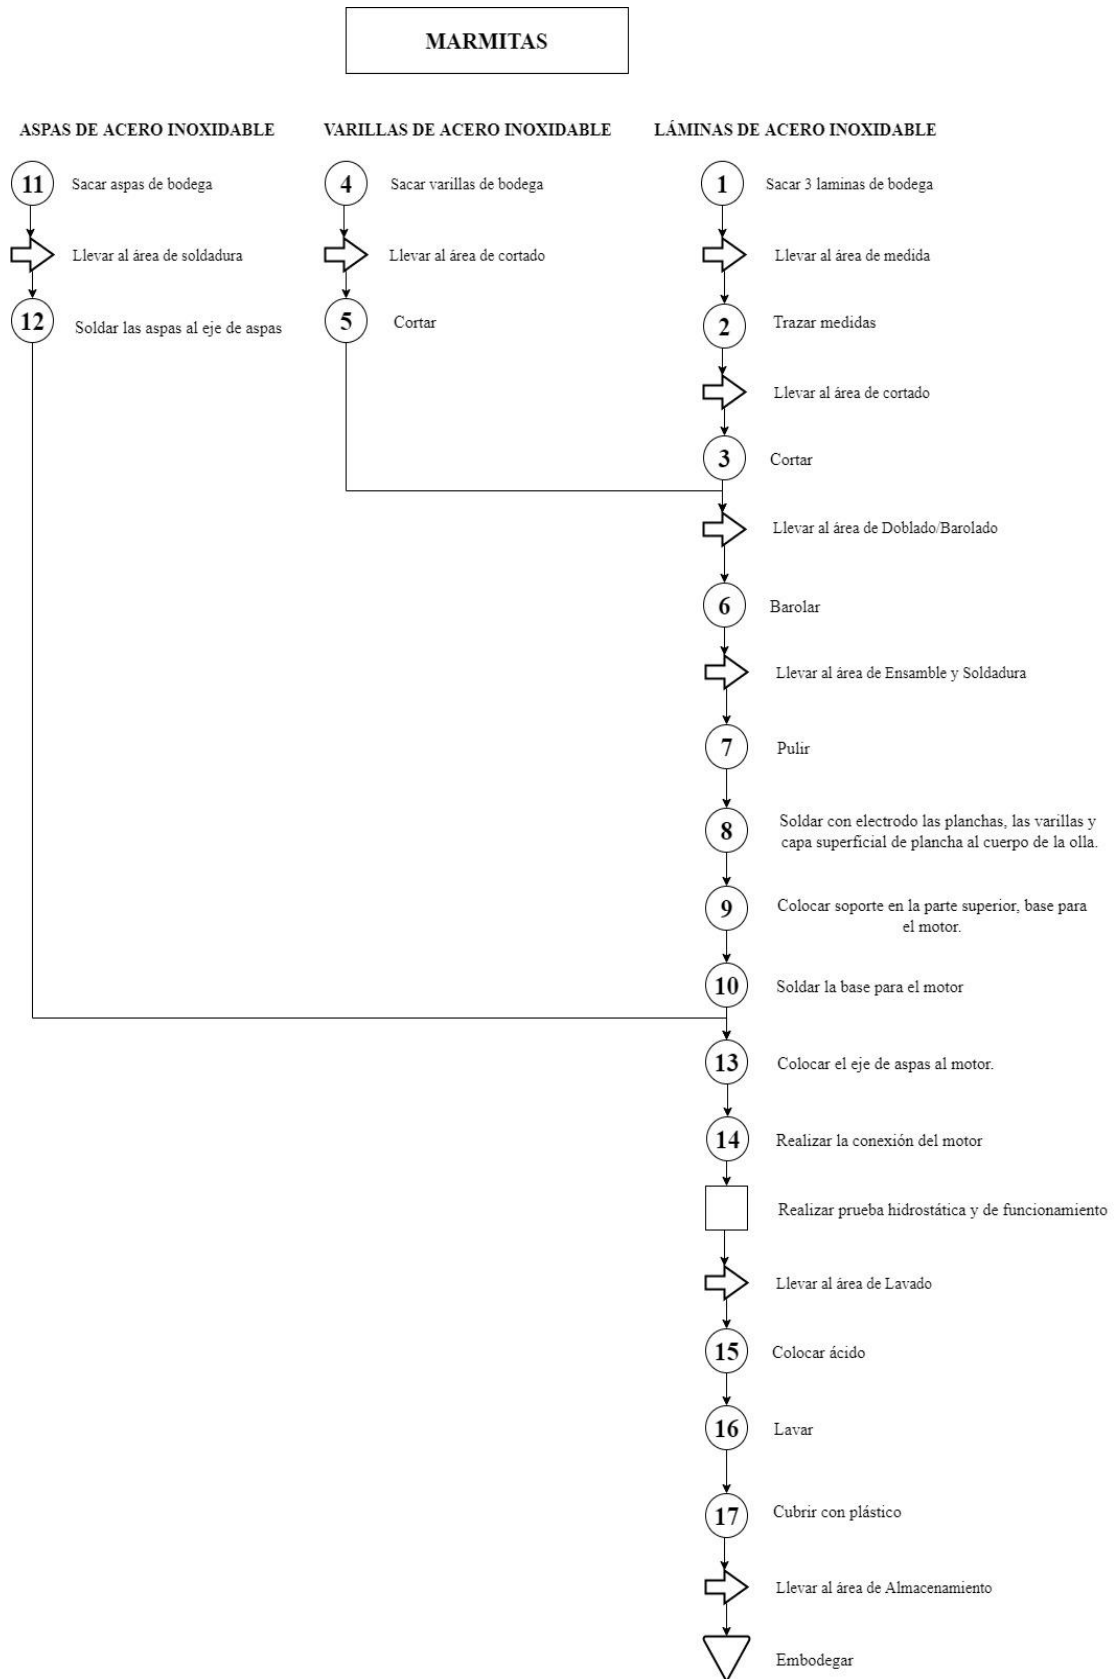 MARMITAS
ASPAS DE ACERO INOXIDABLE
11 Sacar aspas de bodega
Llevar al área de soldadura
12 Soldar las aspas al eje de aspas
VARILLAS DE ACERO INOXIDABLE
4 Sacar varillas de bodega
Llevar al área de cortado
5 Cortar
LÁMINAS DE ACERO INOXIDABLE
1 Sacar 3 laminas de bodega
Llevar al área de medida
2 Trazar medidas
Llevar al área de cortado
3 Cortar
Llevar al área de Doblado/Barolado
6 Barolar
Llevar al área de Ensamble y Soldadura
7 Pulir
8 Soldar con electrodo las planchas, las varillas y
capa superficial de plancha al cuerpo de la olla.
9 Colocar soporte en la parte superior, base para
el motor.
10 Soldar la base para el motor
13 Colocar el eje de aspas al motor.
14 Realizar la conexión del motor
Realizar prueba hidrostática y de funcionamiento
Llevar al área de Lavado
15 Colocar ácido
16 Lavar
17 Cubrir con plástico
Llevar al área de Almacenamiento
Embodegar